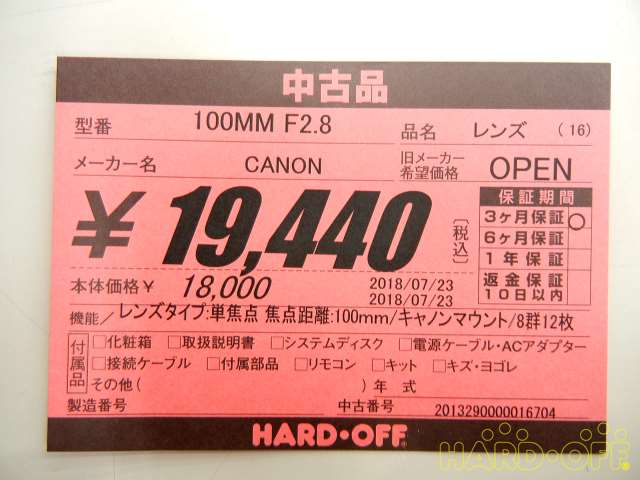 中古品
型番 100MM F2.8 品名 レンズ (16)
メーカー名 CANON 旧メーカー希望価格 OPEN
¥19,440 [税込]
保証期間
3ヶ月保証 ○
6ヶ月保証
1年保証
返金保証
10日以内
本体価格¥ 18,000 2018/07/23
2018/07/23
機能/レンズタイプ:単焦点 焦点距離:100mm/キャノンマウント/8群12枚
付属品 □化粧箱 □取扱説明書 □システムディスク □電源ケーブル・ACアダプター
□接続ケーブル □付属部品 □リモコン □キット □キズ・ヨゴレ
その他( )年 式
製造番号 中古番号 2013290000016704
HARD・OFF
HARD・OFF